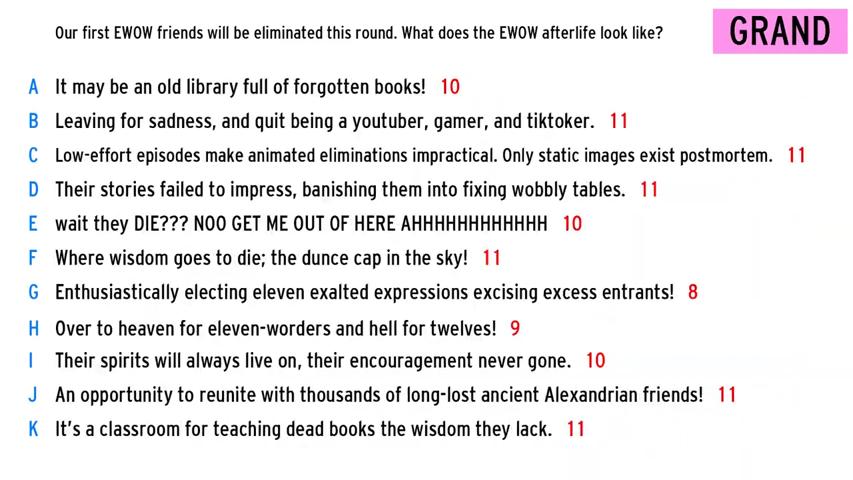 Our first EWOW friends will be eliminated this round. What does the EWOW afterlife look like?
GRAND
A It may be an old library full of forgotten books! 10
B Leaving for sadness, and quit being a youtuber, gamer, and tiktoker. 11
C Low-effort episodes make animated eliminations impractical. Only static images exist postmortem. 11
D Their stories failed to impress, banishing them into fixing wobbly tables. 11
E wait they DIE??? NOO GET ME OUT OF HERE AHHHHHHHHHHHH 10
F Where wisdom goes to die; the dunce cap in the sky! 11
G Enthusiastically electing eleven exalted expressions excising excess entrants! 8
H Over to heaven for eleven-worders and hell for twelves! 9
I Their spirits will always live on, their encouragement never gone. 10
J An opportunity to reunite with thousands of long-lost ancient Alexandrian friends! 11
K It's a classroom for teaching dead books the wisdom they lack. 11